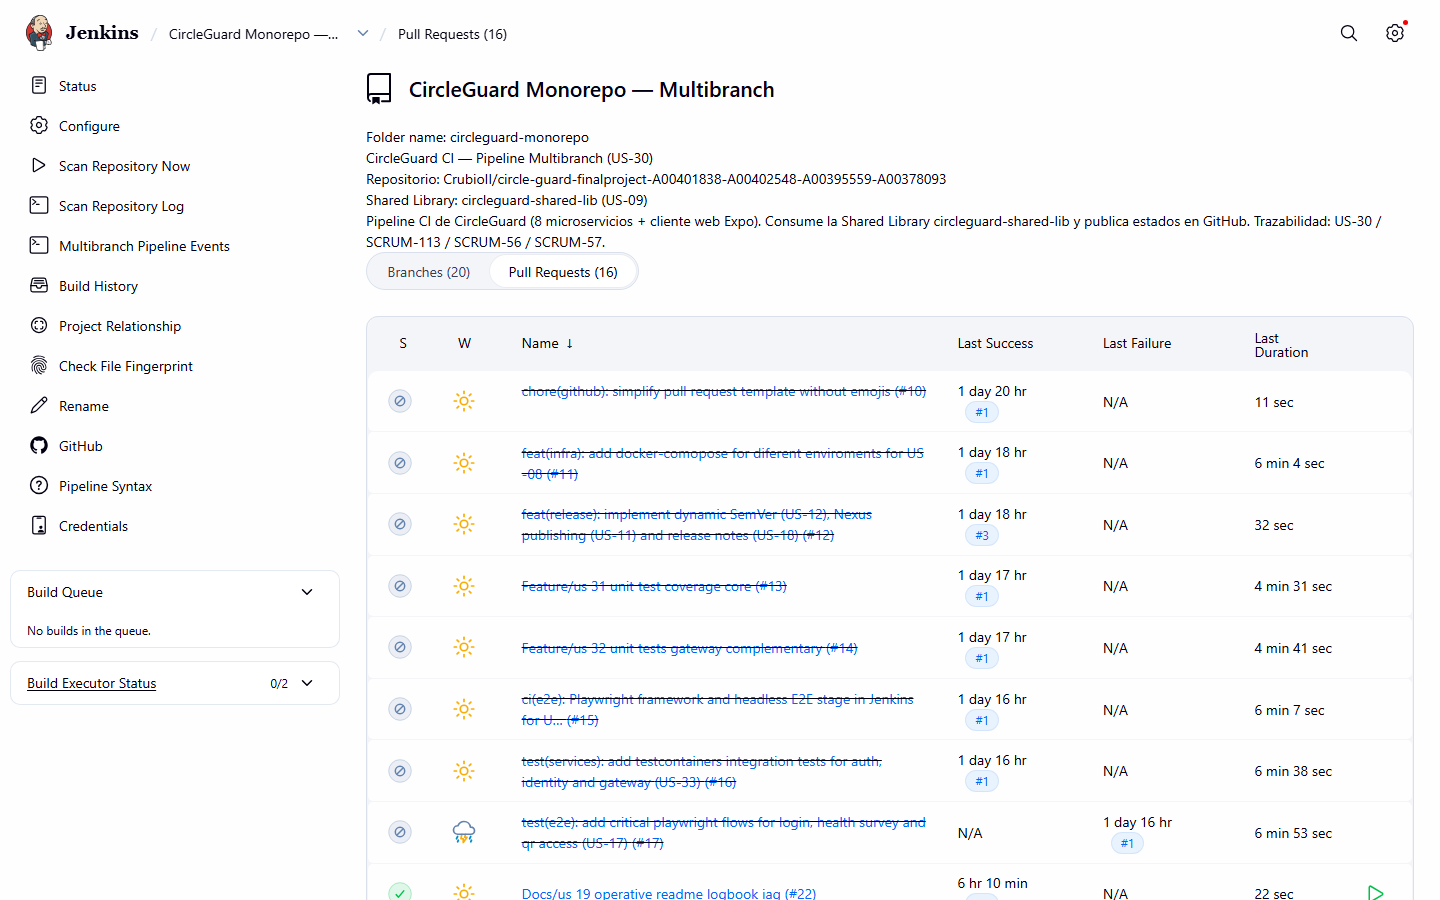 Jenkins / CircleGuard Monorepo —... / Pull Requests (16)
Status
Configure
Scan Repository Now
Scan Repository Log
Multibranch Pipeline Events
Build History
Project Relationship
Check File Fingerprint
Rename
GitHub
Pipeline Syntax
Credentials
Build Queue
No builds in the queue.
Build Executor Status 0/2
CircleGuard Monorepo — Multibranch
Folder name: circleguard-monorepo
CircleGuard CI — Pipeline Multibranch (US-30)
Repositorio: Crubioll/circle-guard-finalproject-A00401838-A00402548-A00395559-A00378093
Shared Library: circleguard-shared-lib (US-09)
Pipeline CI de CircleGuard (8 microservicios + cliente web Expo). Consume la Shared Library circleguard-shared-lib y publica estados en GitHub. Trazabilidad: US-30 /
SCRUM-113 / SCRUM-56 / SCRUM-57.
Branches (20) Pull Requests (16)
S W Name ↓ Last Success Last Failure Last
Duration
chore(github): simplify pull request template without emojis (#10) 1 day 20 hr
#1 N/A 11 sec
feat(infra): add docker-comopose for diferent enviroments for US
-08 (#11) 1 day 18 hr
#1 N/A 6 min 4 sec
feat(release): implement dynamic SemVer (US-12), Nexus
publishing (US-11) and release notes (US-18) (#12) 1 day 18 hr
#3 N/A 32 sec
Feature/us 31 unit test coverage core (#13) 1 day 17 hr
#1 N/A 4 min 31 sec
Feature/us 32 unit tests gateway complementary (#14) 1 day 17 hr
#1 N/A 4 min 41 sec
ci(e2e): Playwright framework and headless E2E stage in Jenkins
for U... (#15) 1 day 16 hr
#1 N/A 6 min 7 sec
test(services): add testcontainers integration tests for auth,
identity and gateway (US-33) (#16) 1 day 16 hr
#1 N/A 6 min 38 sec
test(e2e): add critical playwright flows for login, health survey and
qr access (US-17) (#17) N/A 1 day 16 hr
#1 6 min 53 sec
Docs/us 19 operative readme logbook iag (#22) 6 hr 10 min N/A 22 sec